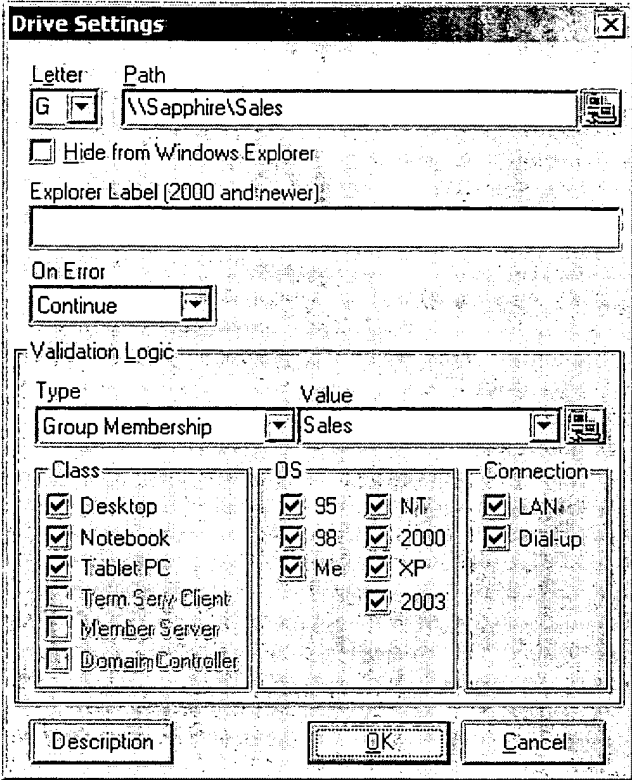 Drive Settings
Letter Path
G \\Sapphire\Sales
Hide from Windows Explorer
Explorer Label (2000 and newer)
On Error
Continue
Validation Logic
Type Value
Group Membership Sales
Class OS Connection
Desktop 95 NT LAN
Notebook 98 2000 Dial-up
Tablet PC Me XP
Term Serv Client 2003
Member Server
Domain Controller
Description OK Cancel